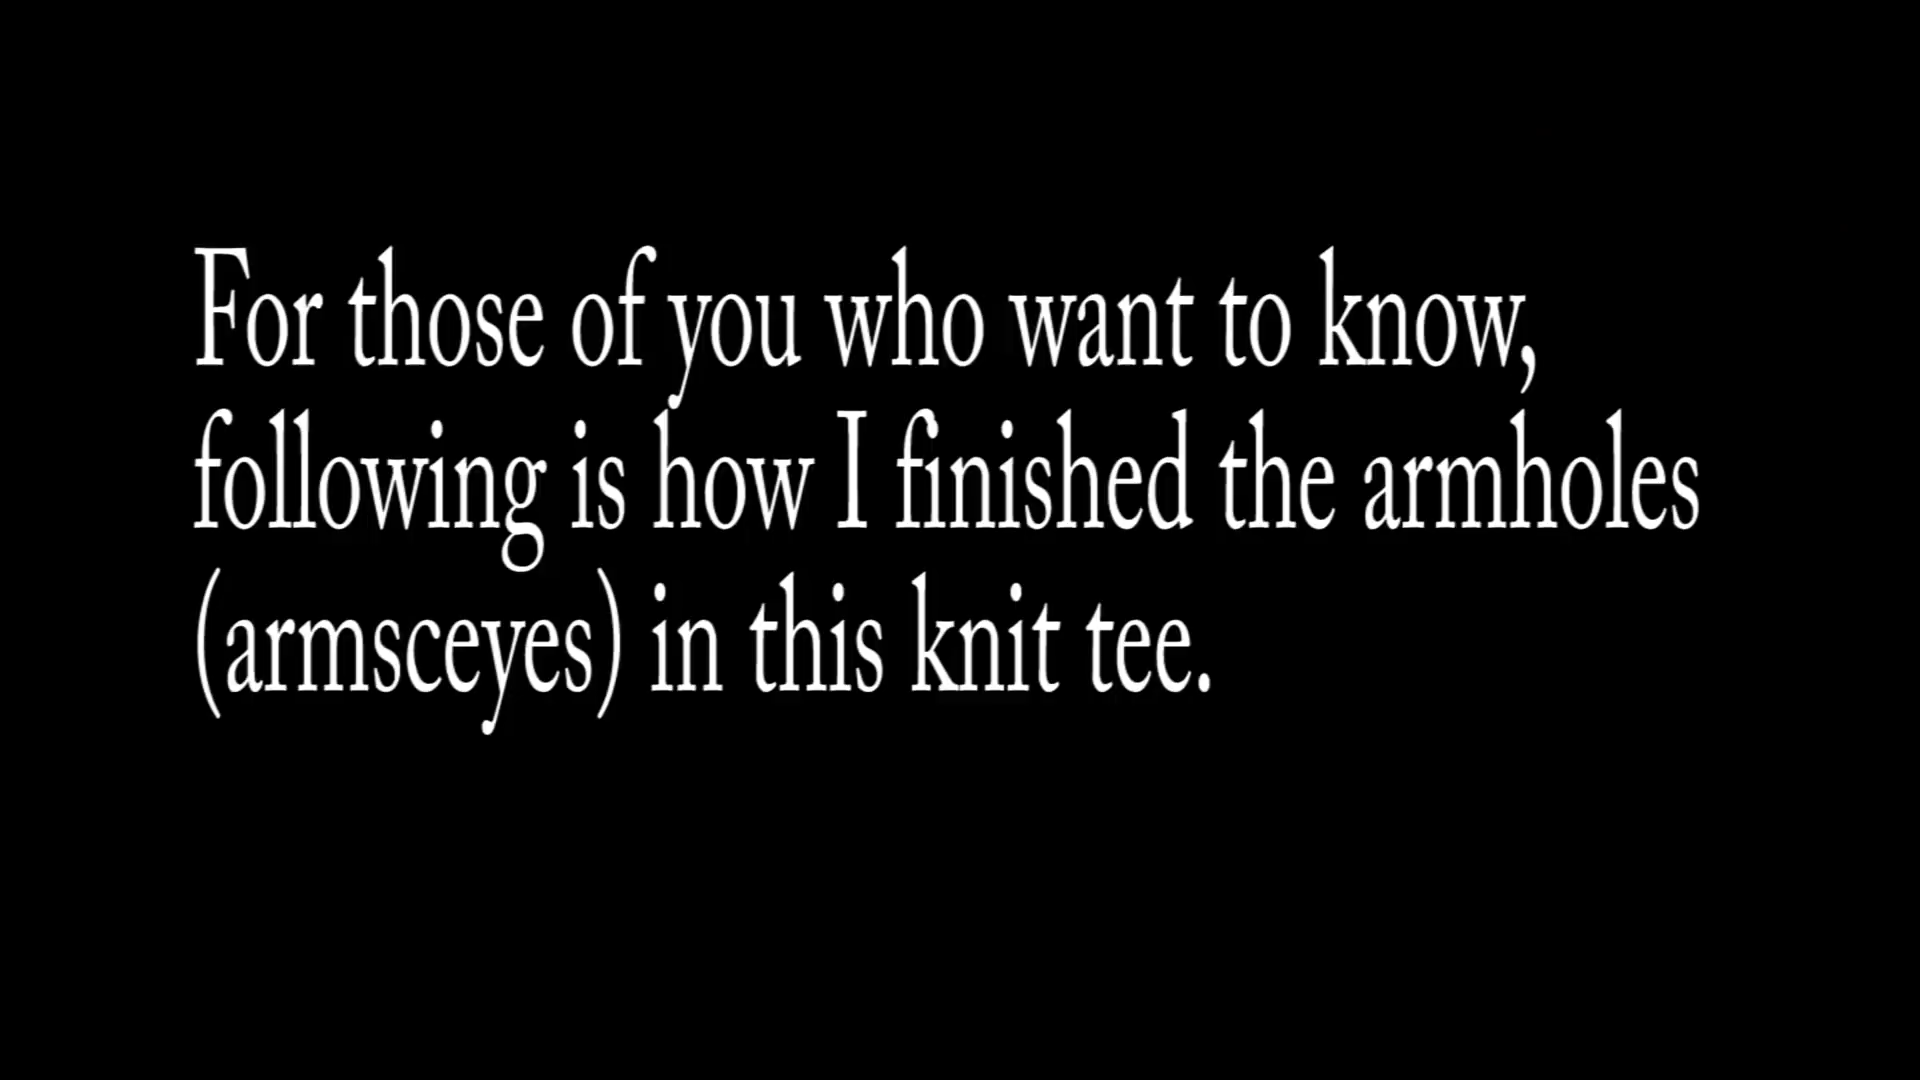 For those of you who want to know,
following is how I finished the armholes
(armsceyes) in this knit tee.